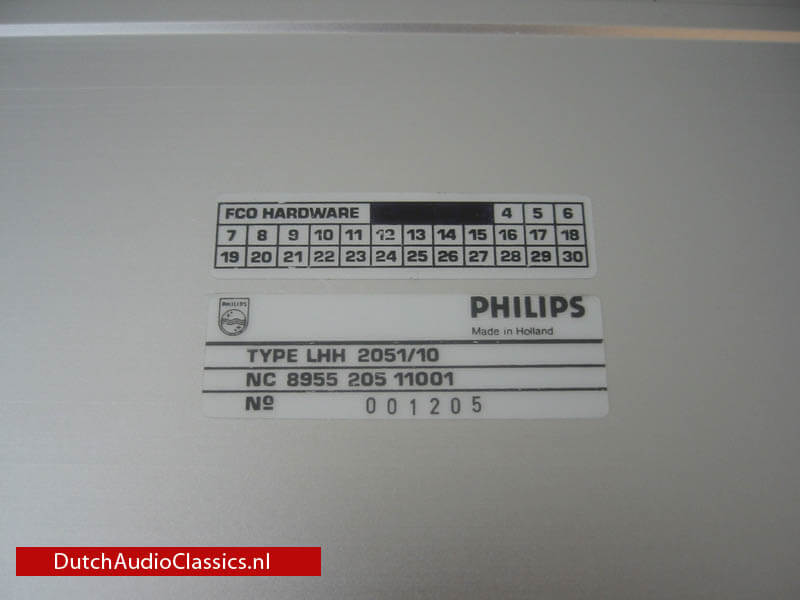 FCO HARDWARE 4 5 6
7 8 9 10 11 12 13 14 15 16 17 18
19 20 21 22 23 24 25 26 27 28 29 30
PHILIPS
PHILIPS
Made in Holland
TYPE LHH 2051/10
NC 8955 205 11001
Nº 001205
DutchAudioClassics.nl